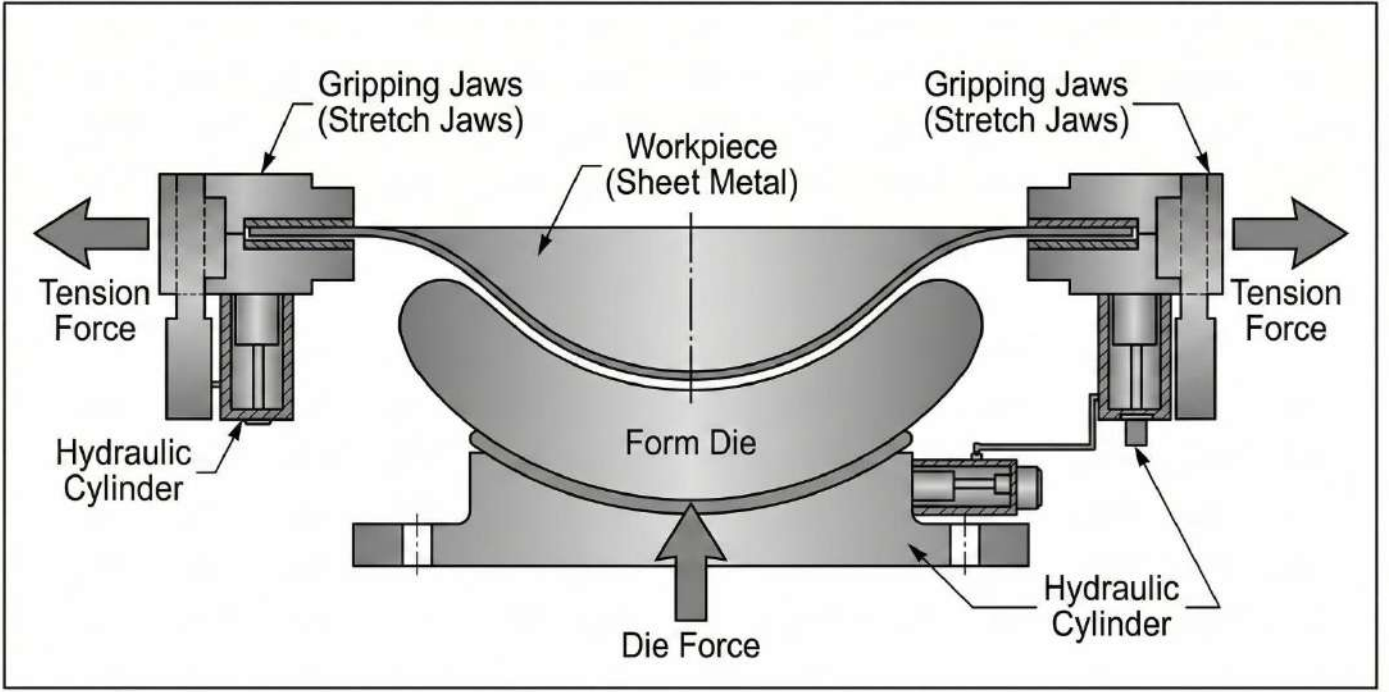 Gripping Jaws
(Stretch Jaws)
Gripping Jaws
(Stretch Jaws)
Workpiece
(Sheet Metal)
Tension
Force
Tension
Force
Form Die
Hydraulic
Cylinder
Hydraulic
Cylinder
Die Force